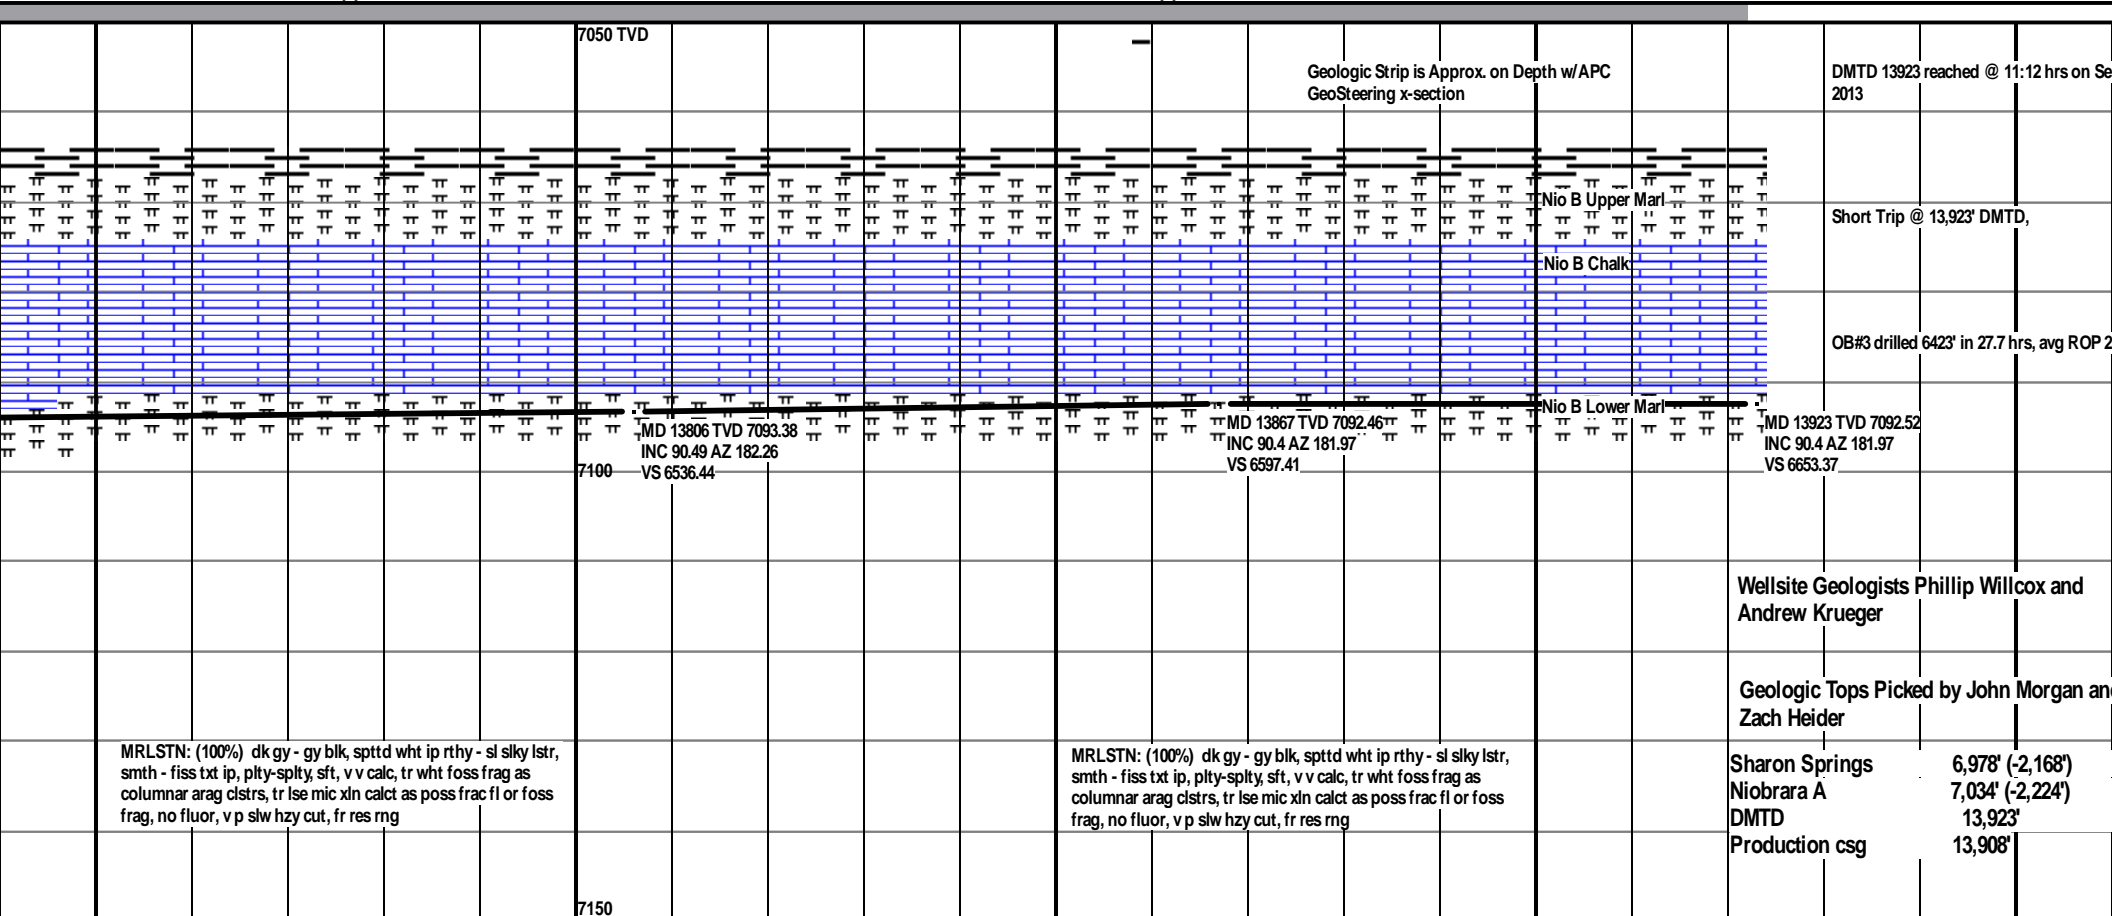 7050 TVD
Geologic Strip is Approx. on Depth w/APC
GeoSteering x-section
DMTD 13923 reached @ 11:12 hrs on Se
2013
Nio B Upper Marl
Short Trip @ 13,923' DMTD,
Nio B Chalk
OB#3 drilled 6423' in 27.7 hrs, avg ROP 2
Nio B Lower Marl
MD 13806 TVD 7093.38
INC 90.49 AZ 182.26
VS 6536.44
MD 13867 TVD 7092.46
INC 90.4 AZ 181.97
VS 6597.41
MD 13923 TVD 7092.52
INC 90.4 AZ 181.97
VS 6653.37
7100
Wellsite Geologists Phillip Willcox and
Andrew Krueger
Geologic Tops Picked by John Morgan and
Zach Heider
MRLSTN: (100%) dk gy - gy blk, spttd wht ip rthy - sl slky lstr,
smth - fiss txt ip, plty-splty, sft, v v calc, tr wht foss frag as
columnar arag clstrs, tr lse mic xln calct as poss frac fl or foss
frag, no fluor, v p slw hzy cut, fr res rng
MRLSTN: (100%) dk gy - gy blk, spttd wht ip rthy - sl slky lstr,
smth - fiss txt ip, plty-splty, sft, v v calc, tr wht foss frag as
columnar arag clstrs, tr lse mic xln calct as poss frac fl or foss
frag, no fluor, v p slw hzy cut, fr res rng
Sharon Springs 6,978' (-2,168')
Niobrara A 7,034' (-2,224')
DMTD 13,923'
Production csg 13,908'
7150